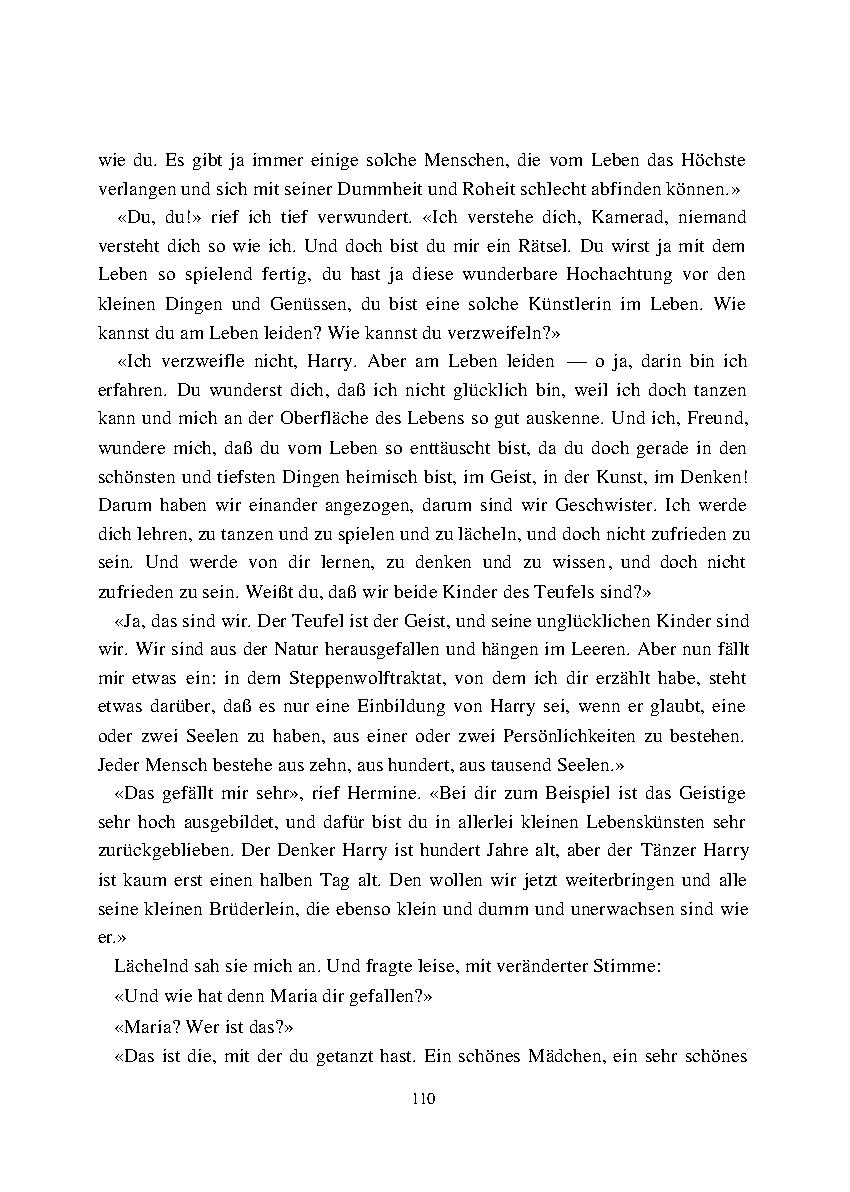 wie du. Es gibt ja immer einige solche Menschen, die vom Leben das Höchste
verlangen und sich mit seiner Dummheit und Roheit schlecht abfinden können.»
«Du, du!» rief ich tief verwundert. «Ich verstehe dich, Kamerad, niemand
versteht dich so wie ich. Und doch bist du mir ein Rätsel. Du wirst ja mit dem
Leben so spielend fertig, du hast ja diese wunderbare Hochachtung vor den
kleinen Dingen und Genüssen, du bist eine solche Künstlerin im Leben. Wie
kannst du am Leben leiden? Wie kannst du verzweifeln?»
«Ich verzweifle nicht, Harry. Aber am Leben leiden — o ja, darin bin ich
erfahren. Du wunderst dich, daß ich nicht glücklich bin, weil ich doch tanzen
kann und mich an der Oberfläche des Lebens so gut auskenne. Und ich, Freund,
wundere mich, daß du vom Leben so enttäuscht bist, da du doch gerade in den
schönsten und tiefsten Dingen heimisch bist, im Geist, in der Kunst, im Denken!
Darum haben wir einander angezogen, darum sind wir Geschwister. Ich werde
dich lehren, zu tanzen und zu spielen und zu lächeln, und doch nicht zufrieden zu
sein. Und werde von dir lernen, zu denken und zu wissen, und doch nicht
zufrieden zu sein. Weißt du, daß wir beide Kinder des Teufels sind?»
«Ja, das sind wir. Der Teufel ist der Geist, und seine unglücklichen Kinder sind
wir. Wir sind aus der Natur herausgefallen und hängen im Leeren. Aber nun fällt
mir etwas ein: in dem Steppenwolftraktat, von dem ich dir erzählt habe, steht
etwas darüber, daß es nur eine Einbildung von Harry sei, wenn er glaubt, eine
oder zwei Seelen zu haben, aus einer oder zwei Persönlichkeiten zu bestehen.
Jeder Mensch bestehe aus zehn, aus hundert, aus tausend Seelen.»
«Das gefällt mir sehr», rief Hermine. «Bei dir zum Beispiel ist das Geistige
sehr hoch ausgebildet, und dafür bist du in allerlei kleinen Lebenskünsten sehr
zurückgeblieben. Der Denker Harry ist hundert Jahre alt, aber der Tänzer Harry
ist kaum erst einen halben Tag alt. Den wollen wir jetzt weiterbringen und alle
seine kleinen Brüderlein, die ebenso klein und dumm und unerwachsen sind wie
er.»
Lächelnd sah sie mich an. Und fragte leise, mit veränderter Stimme:
«Und wie hat denn Maria dir gefallen?»
«Maria? Wer ist das?»
«Das ist die, mit der du getanzt hast. Ein schönes Mädchen, ein sehr schönes
110